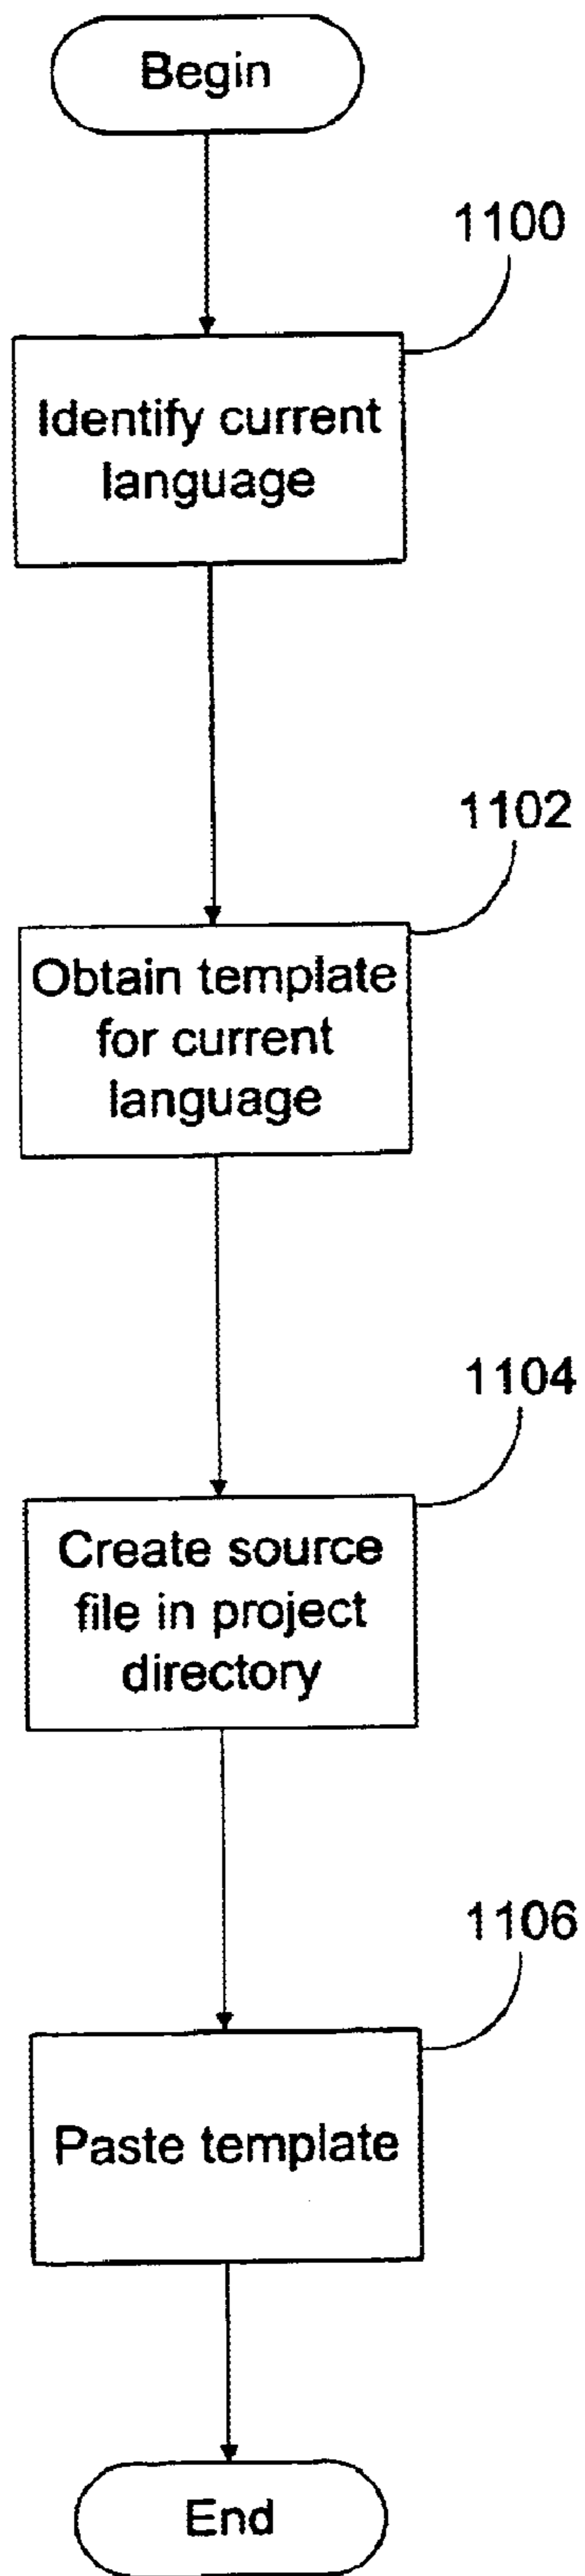 Begin
1100
Identify current
language
1102
Obtain template
for current
language
1104
Create source
file in project
directory
1106
Paste template
End